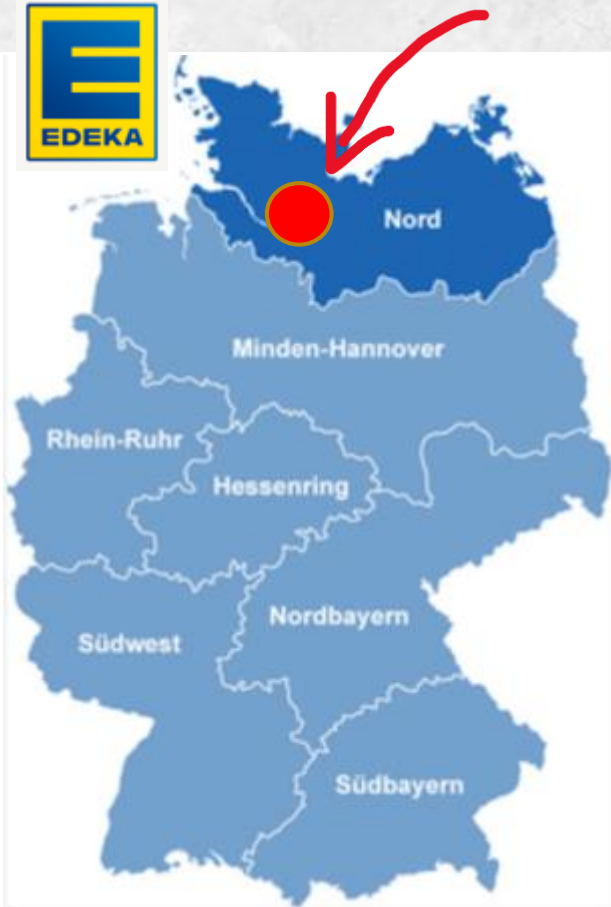 EDEKA
Nord
Minden-Hannover
Rhein-Ruhr
Hessenring
Nordbayern
Südwest
Südbayern